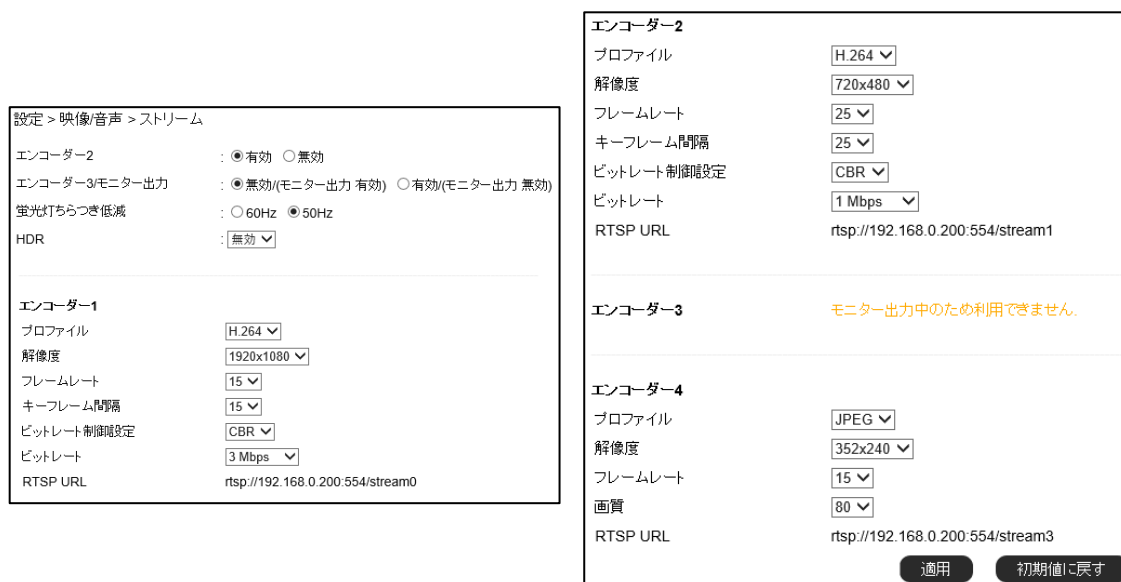 設定 > 映像/音声 > ストリーム
エンコーダー2 : 有効 無効
エンコーダー3/モニター出力 : 無効/(モニター出力 有効) 有効/(モニター出力 無効)
蛍光灯ちらつき低減 : 60Hz 50Hz
HDR : 無効
エンコーダー1
プロファイル H.264
解像度 1920x1080
フレームレート 15
キーフレーム間隔 15
ビットレート制御設定 CBR
ビットレート 3 Mbps
RTSP URL rtsp://192.168.0.200:554/stream0
エンコーダー2
プロファイル H.264
解像度 720x480
フレームレート 25
キーフレーム間隔 25
ビットレート制御設定 CBR
ビットレート 1 Mbps
RTSP URL rtsp://192.168.0.200:554/stream1
エンコーダー3 モニター出力中のため利用できません.
エンコーダー4
プロファイル JPEG
解像度 352x240
フレームレート 15
画質 80
RTSP URL rtsp://192.168.0.200:554/stream3
適用 初期値に戻す